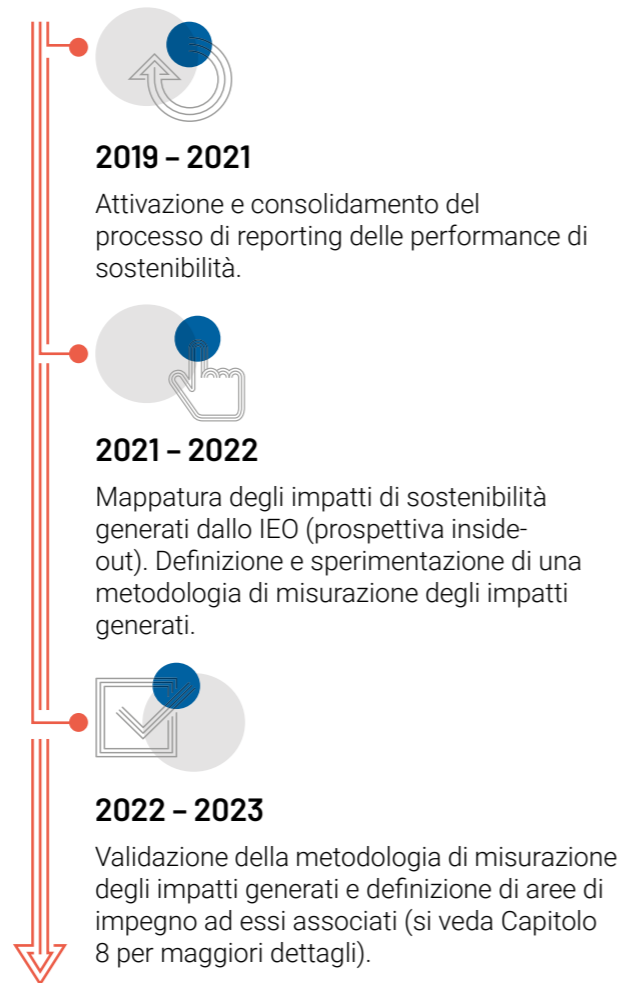 2019 – 2021
Attivazione e consolidamento del
processo di reporting delle performance di
sostenibilità.
2021 – 2022
Mappatura degli impatti di sostenibilità
generati dallo IEO (prospettiva inside-
out). Definizione e sperimentazione di una
metodologia di misurazione degli impatti
generati.
2022 – 2023
Validazione della metodologia di misurazione
degli impatti generati e definizione di aree di
impegno ad essi associati (si veda Capitolo
8 per maggiori dettagli).